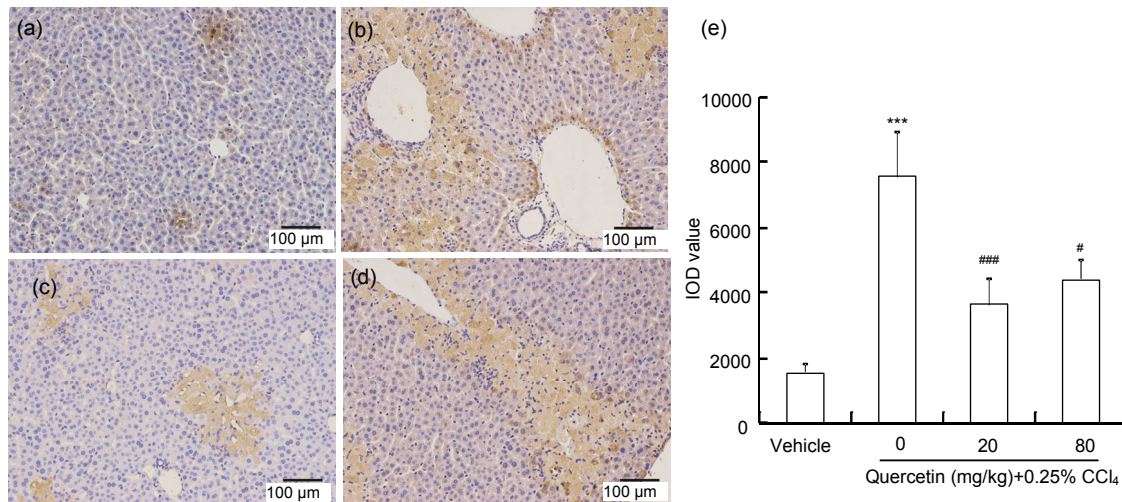 (a)
100 µm
(b)
100 µm
(c)
100 µm
(d)
100 µm
(e)
10000
8000
6000
4000
2000
0
IOD value
***
###
#
Vehicle 0 20 80
Quercetin (mg/kg)+0.25% CCl₄